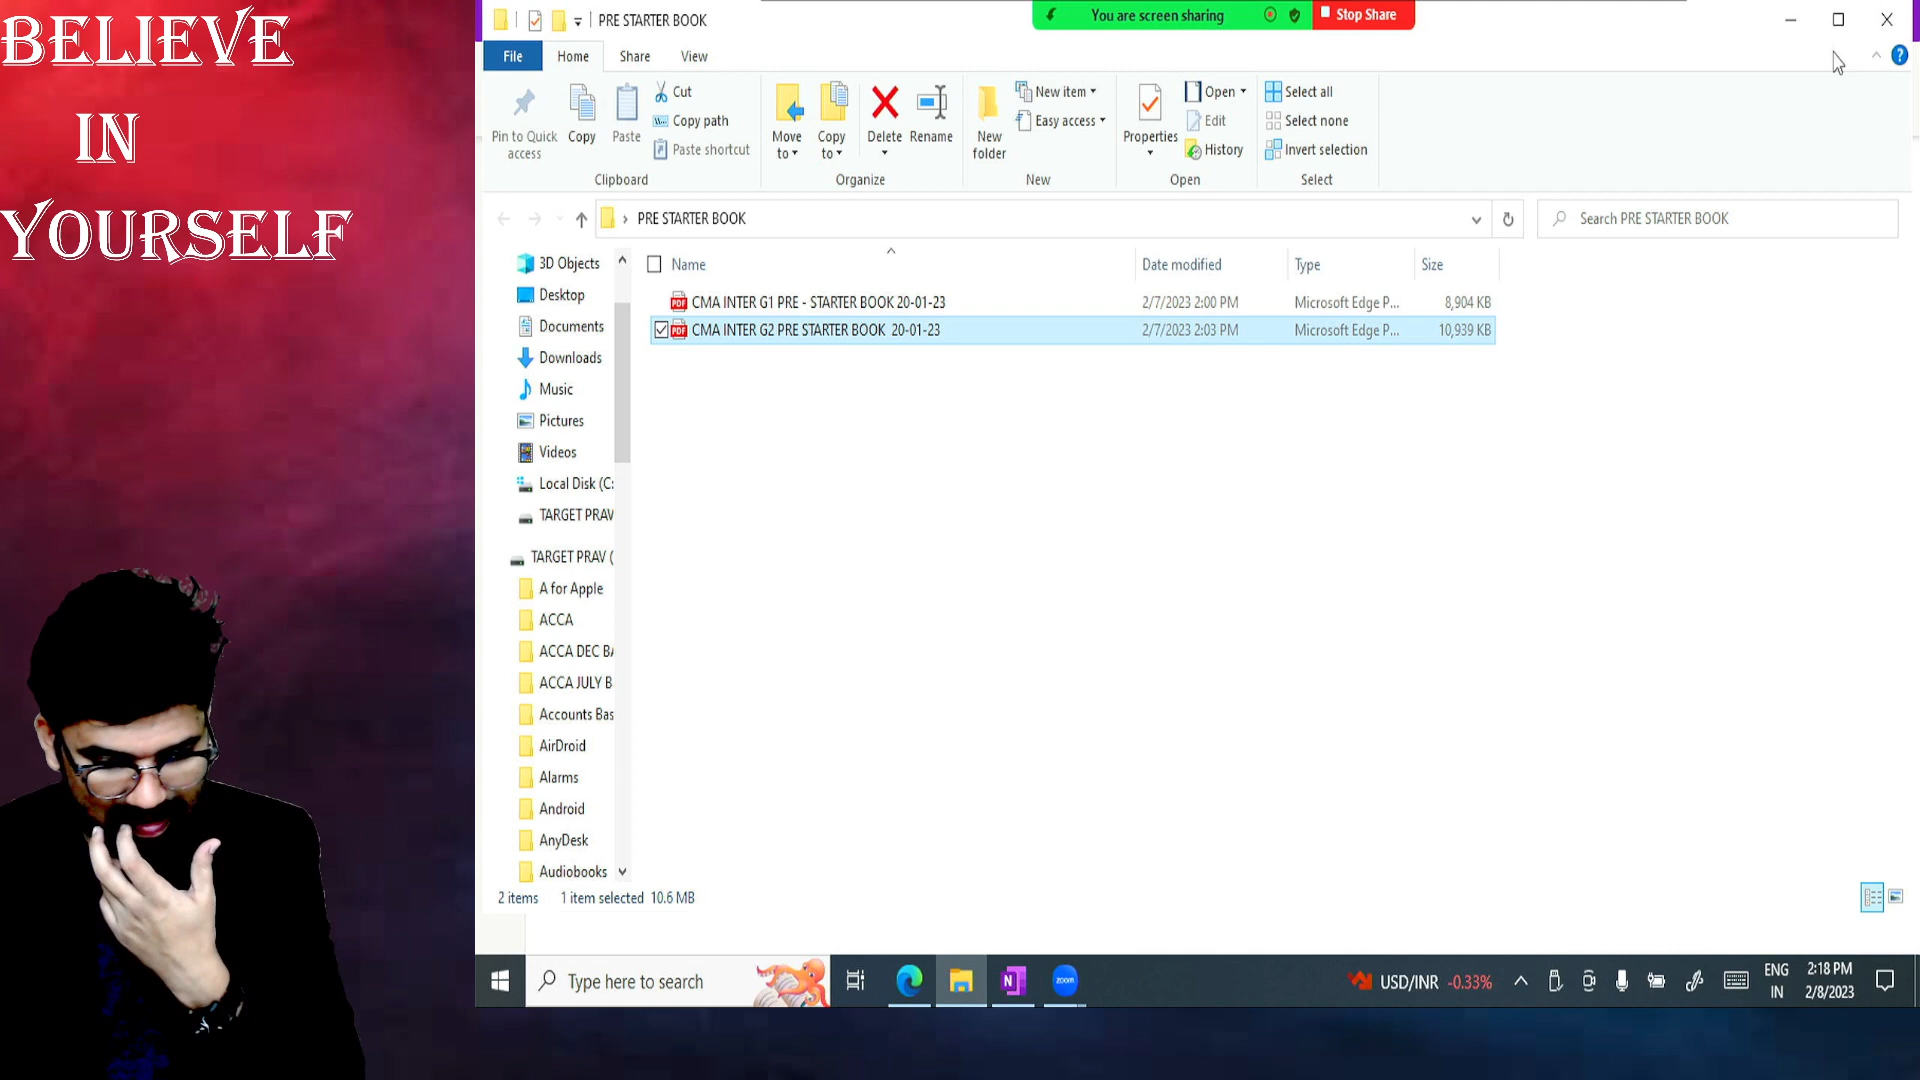 BELIEVE
IN
YOURSELF
PRE STARTER BOOK
You are screen sharing
Stop Share
File
Home
Share
View
Pin to Quick access
Copy
Paste
Cut
Copy path
Paste shortcut
Clipboard
Move to
Copy to
Delete
Rename
Organize
New folder
New item
Easy access
New
Properties
Open
Edit
History
Open
Select all
Select none
Invert selection
Select
PRE STARTER BOOK
Search PRE STARTER BOOK
Name
Date modified
Type
Size
CMA INTER G1 PRE - STARTER BOOK 20-01-23
2/7/2023 2:00 PM
Microsoft Edge P...
8,904 KB
CMA INTER G2 PRE STARTER BOOK 20-01-23
2/7/2023 2:03 PM
Microsoft Edge P...
10,939 KB
3D Objects
Desktop
Documents
Downloads
Music
Pictures
Videos
Local Disk (C:
TARGET PRAV
TARGET PRAV (
A for Apple
ACCA
ACCA DEC BA
ACCA JULY B
Accounts Bas
AirDroid
Alarms
Android
AnyDesk
Audiobooks
2 items
1 item selected 10.6 MB
Type here to search
zoom
USD/INR -0.33%
ENG
IN
2:18 PM
2/8/2023